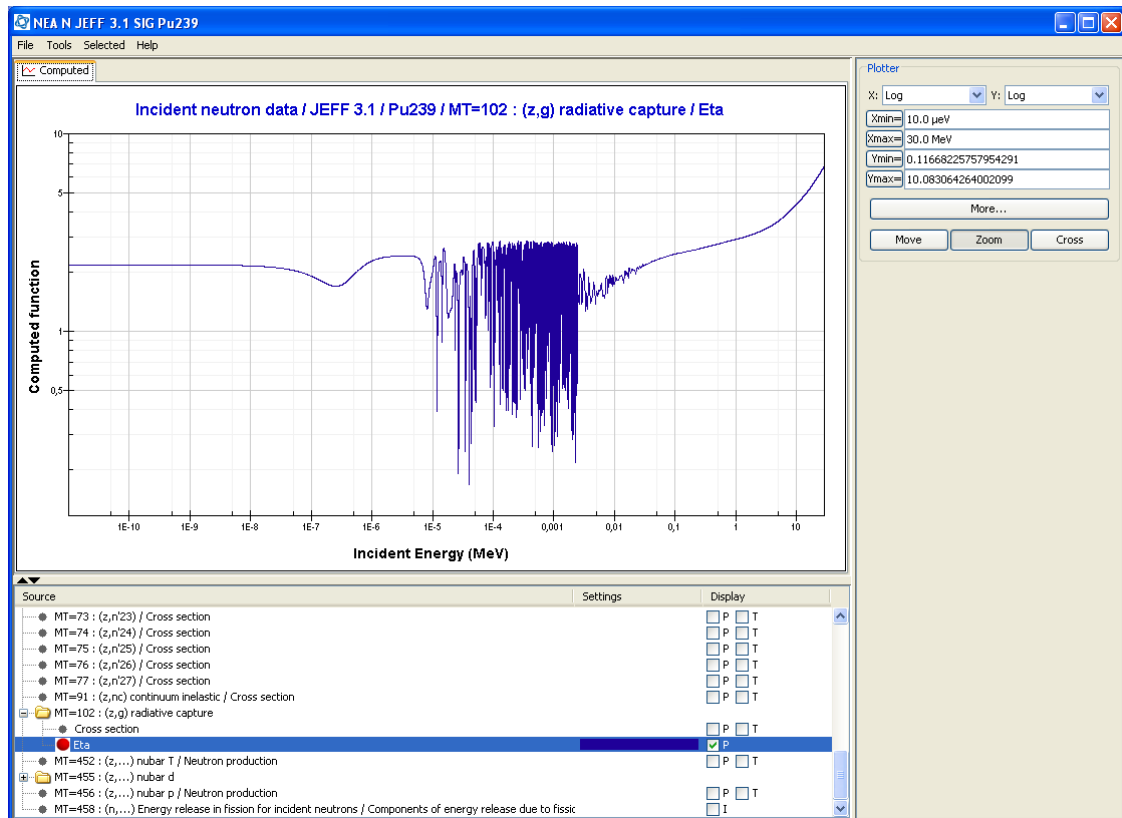 NEA N JEFF 3.1 SIG Pu239
File Tools Selected Help
Computed
Incident neutron data / JEFF 3.1 / Pu239 / MT=102 : (z,g) radiative capture / Eta
10
5
1
0,5
Computed function
1E-10 1E-9 1E-8 1E-7 1E-6 1E-5 1E-4 0,001 0,01 0,1 1 10
Incident Energy (MeV)
Plotter
X: Log Y: Log
Xmin= 10.0 µeV
Xmax= 30.0 MeV
Ymin= 0.11668225757954291
Ymax= 10.083064264002099
More...
Move Zoom Cross
Source Settings Display
MT=73 : (z,n'23) / Cross section P T
MT=74 : (z,n'24) / Cross section P T
MT=75 : (z,n'25) / Cross section P T
MT=76 : (z,n'26) / Cross section P T
MT=77 : (z,n'27) / Cross section P T
MT=91 : (z,nc) continuum inelastic / Cross section P T
MT=102 : (z,g) radiative capture
Cross section P T
Eta P
MT=452 : (z,...) nubar T / Neutron production P T
MT=455 : (z,...) nubar d
MT=456 : (z,...) nubar p / Neutron production P T
MT=458 : (n,...) Energy release in fission for incident neutrons / Components of energy release due to fissic I